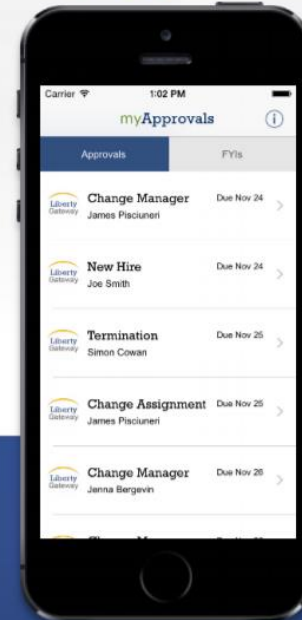 Carrier 1:02 PM
myApprovals
Approvals FYIs
Liberty Gateway
Change Manager Due Nov 24
James Pisciuneri
Liberty Gateway
New Hire Due Nov 24
Joe Smith
Liberty Gateway
Termination Due Nov 25
Simon Cowan
Liberty Gateway
Change Assignment Due Nov 25
James Pisciuneri
Liberty Gateway
Change Manager Due Nov 26
Jenna Bergevin